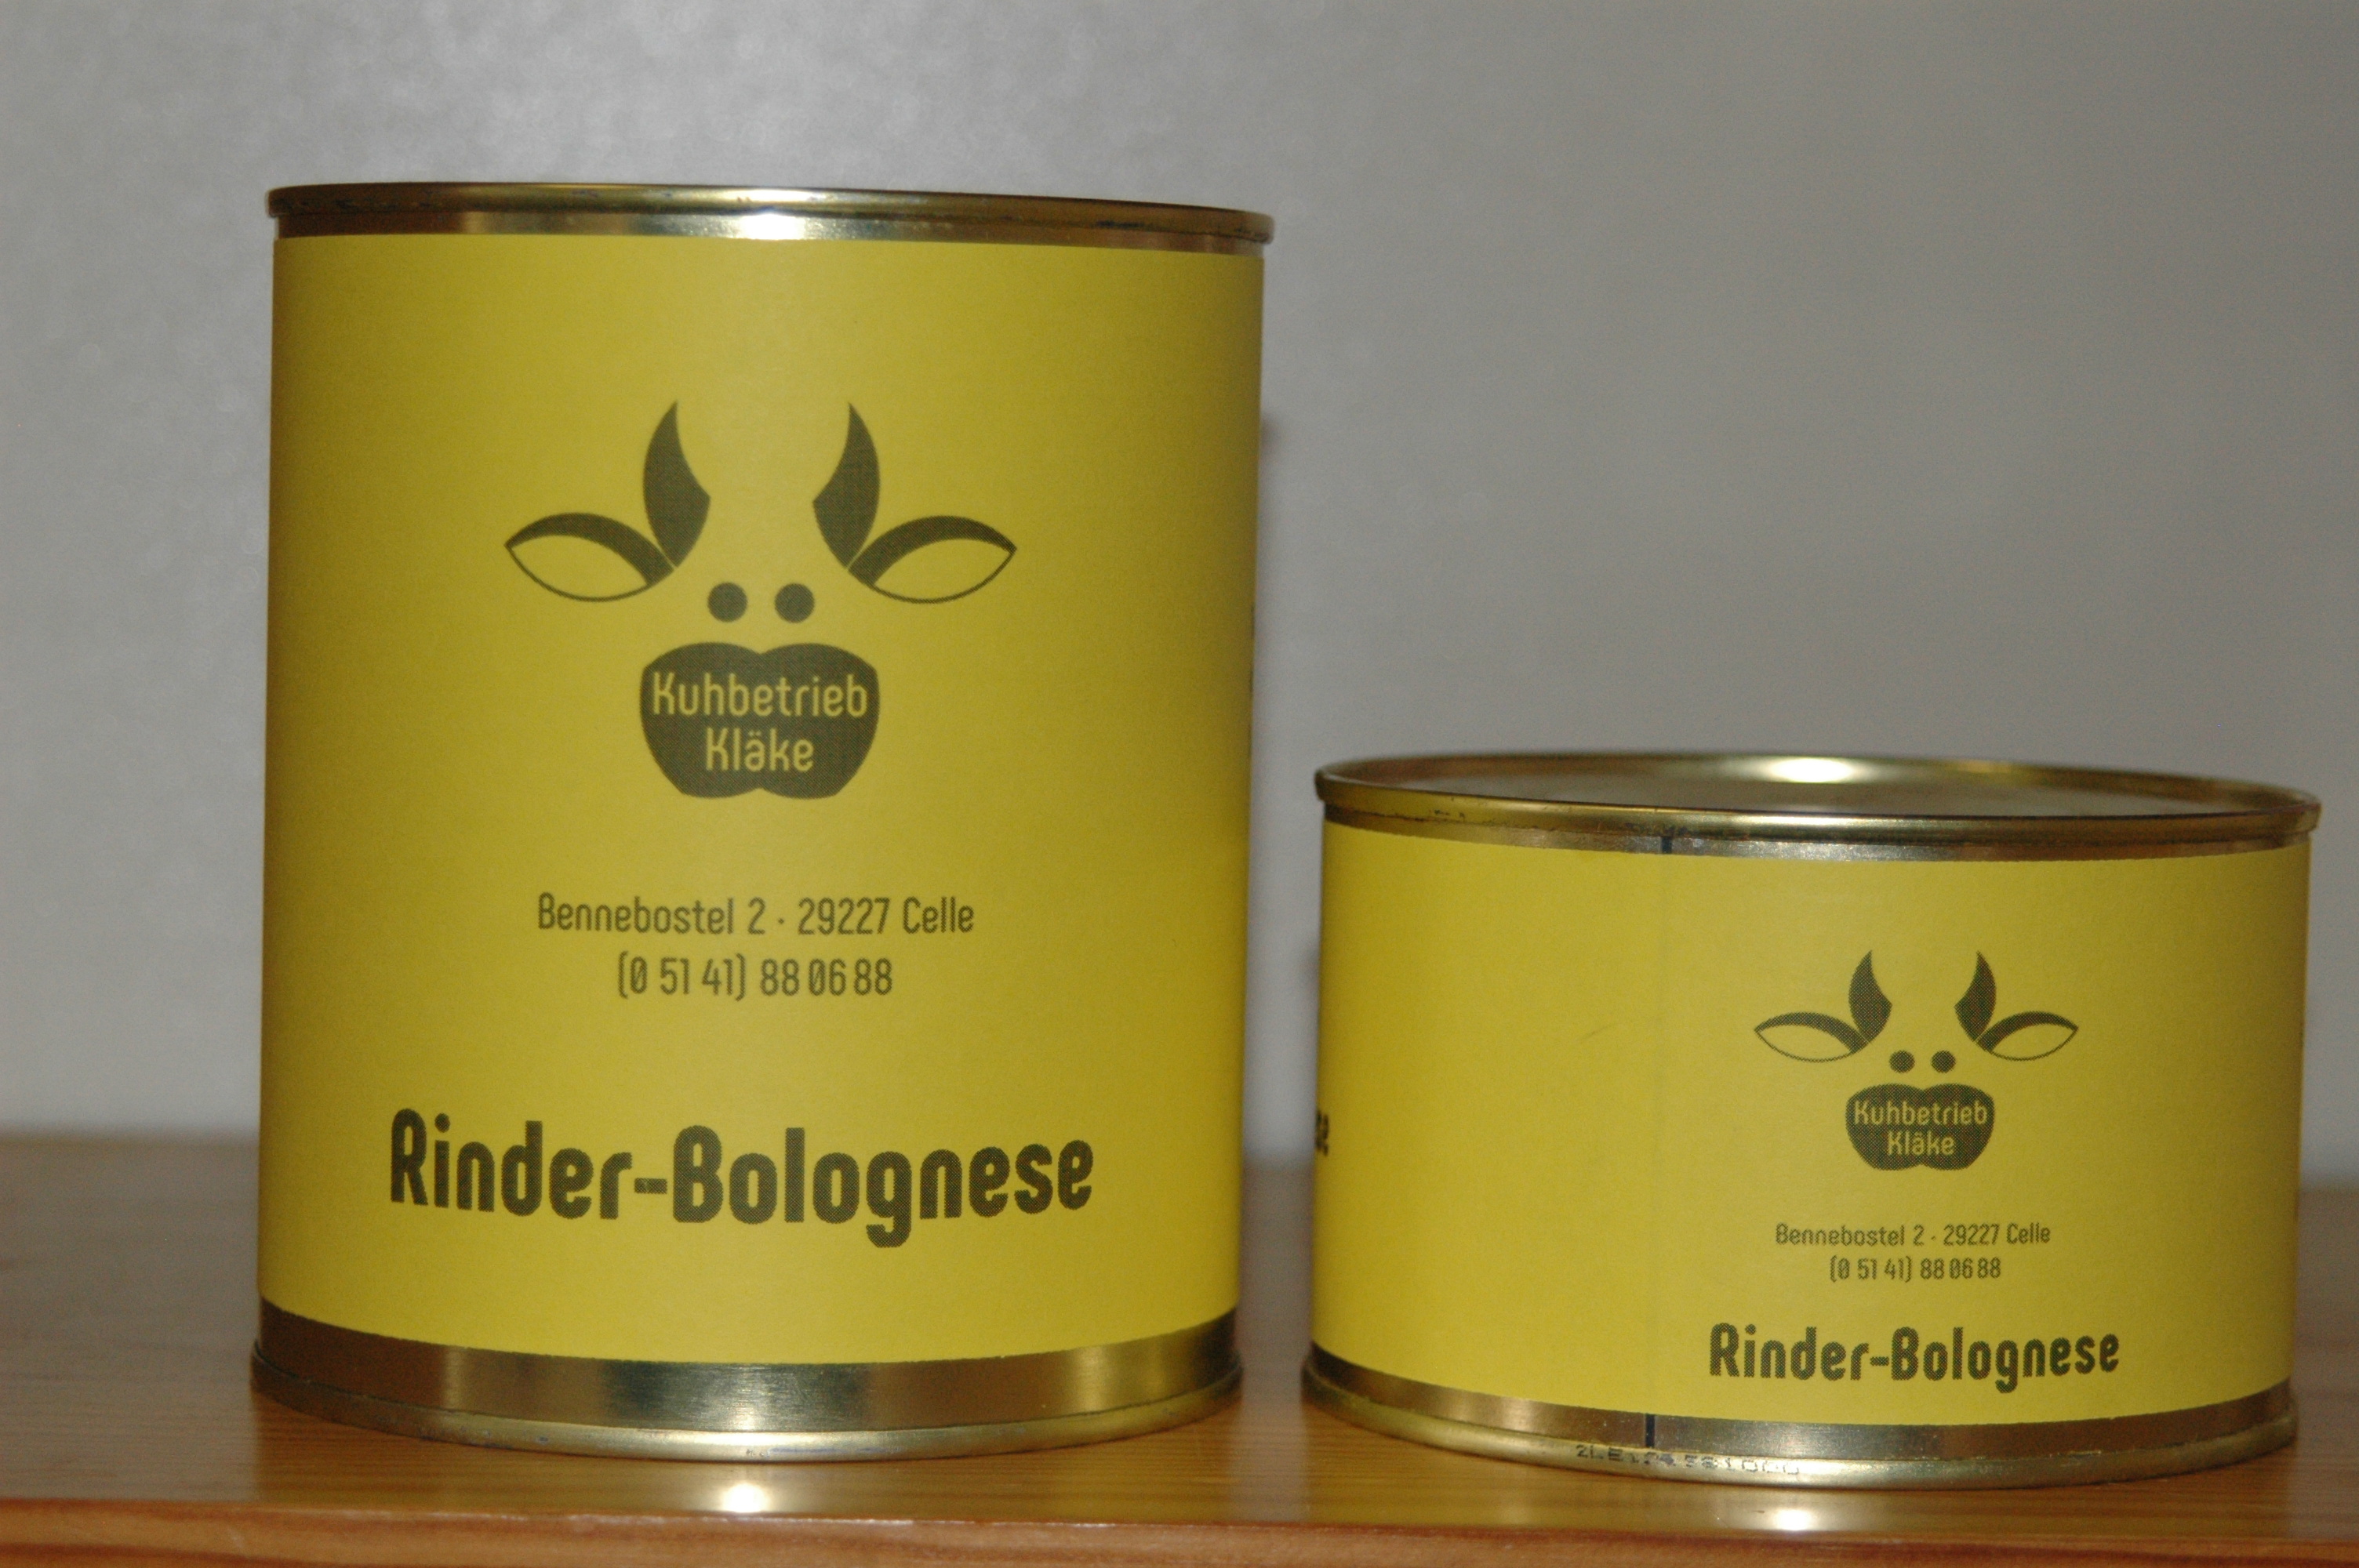 Kuhbetrieb
Kläke
Bennebostel 2 · 29227 Celle
(0 51 41) 88 06 88
Rinder-Bolognese
Kuhbetrieb
Kläke
Bennebostel 2 · 29227 Celle
(0 51 41) 88 06 88
Rinder-Bolognese